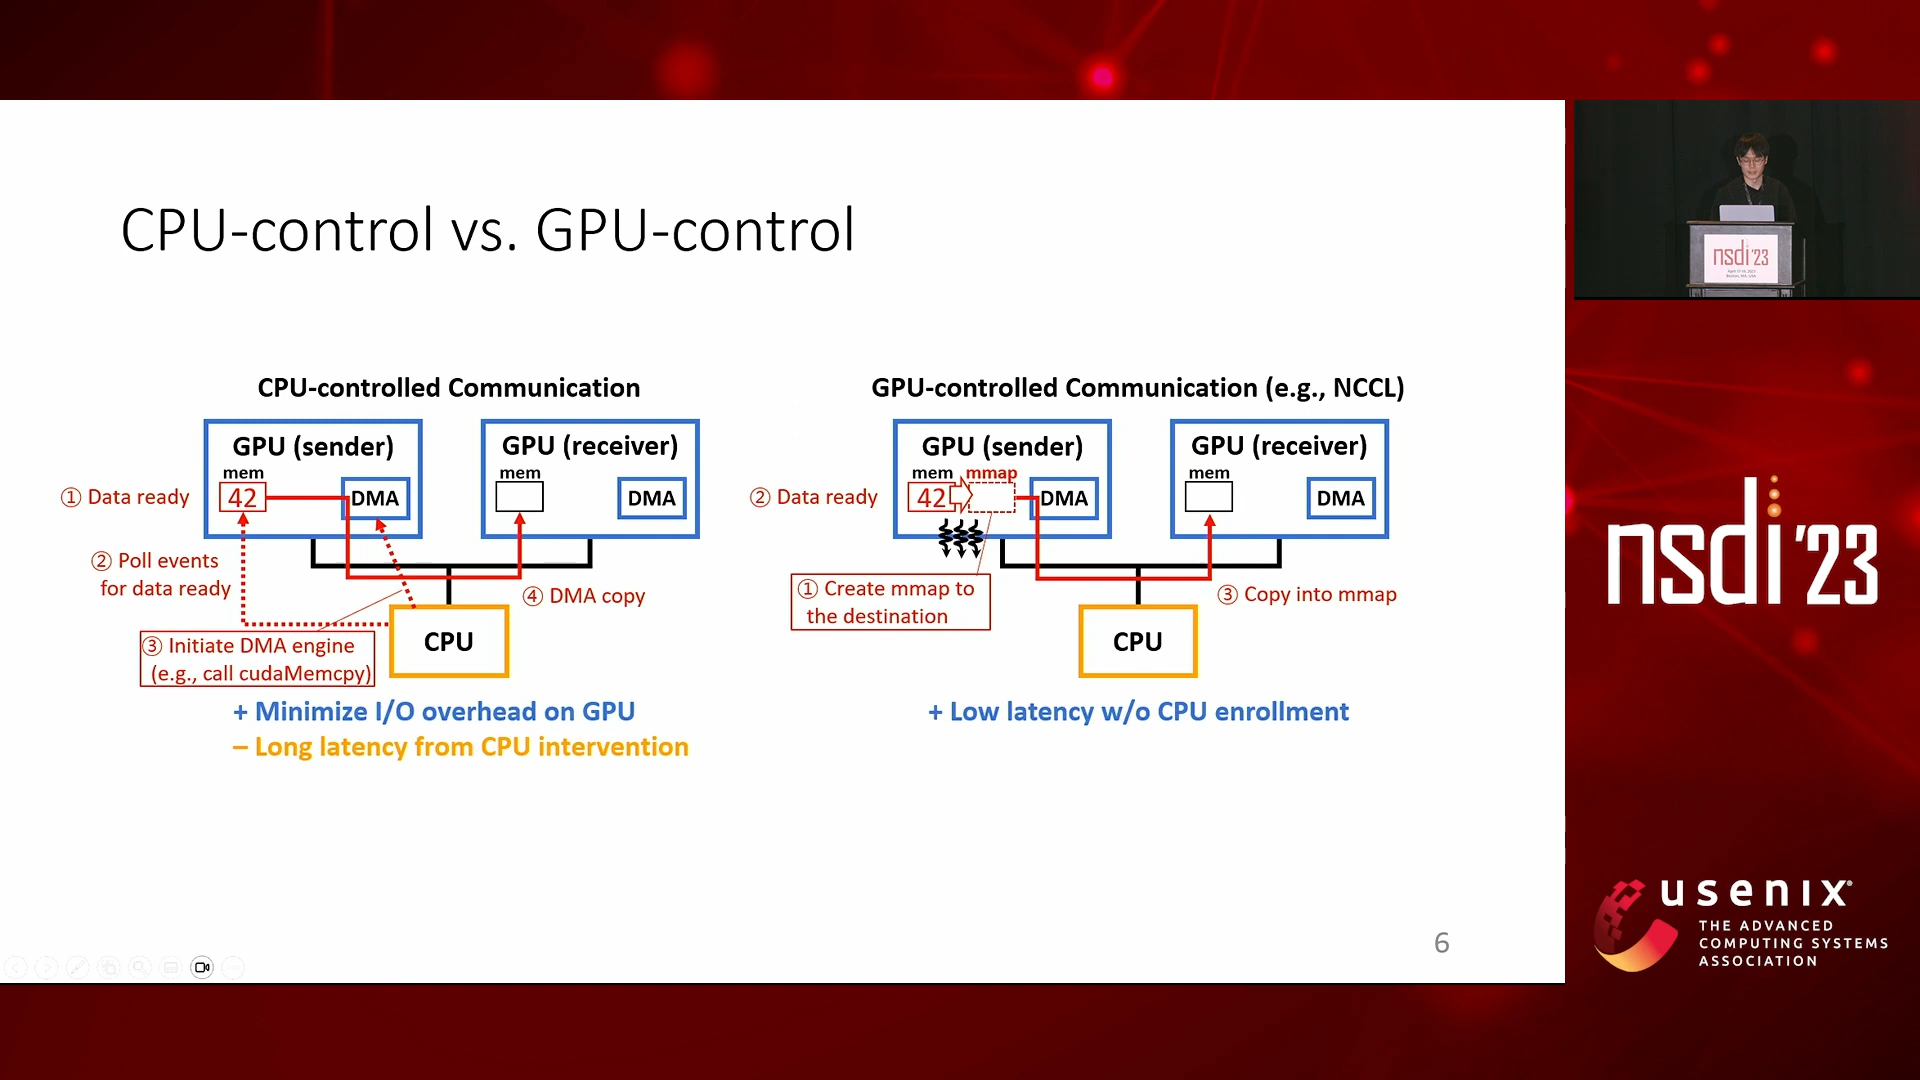 CPU-control vs. GPU-control
CPU-controlled Communication
GPU (sender)
mem
42
DMA
GPU (receiver)
mem
DMA
① Data ready
② Poll events
for data ready
③ Initiate DMA engine
(e.g., call cudaMemcpy)
④ DMA copy
CPU
+ Minimize I/O overhead on GPU
– Long latency from CPU intervention
GPU-controlled Communication (e.g., NCCL)
GPU (sender)
mem mmap
42
DMA
GPU (receiver)
mem
DMA
② Data ready
① Create mmap to
the destination
③ Copy into mmap
CPU
+ Low latency w/o CPU enrollment
6
nsdi '23
nsdi '23
usenix®
THE ADVANCED
COMPUTING SYSTEMS
ASSOCIATION